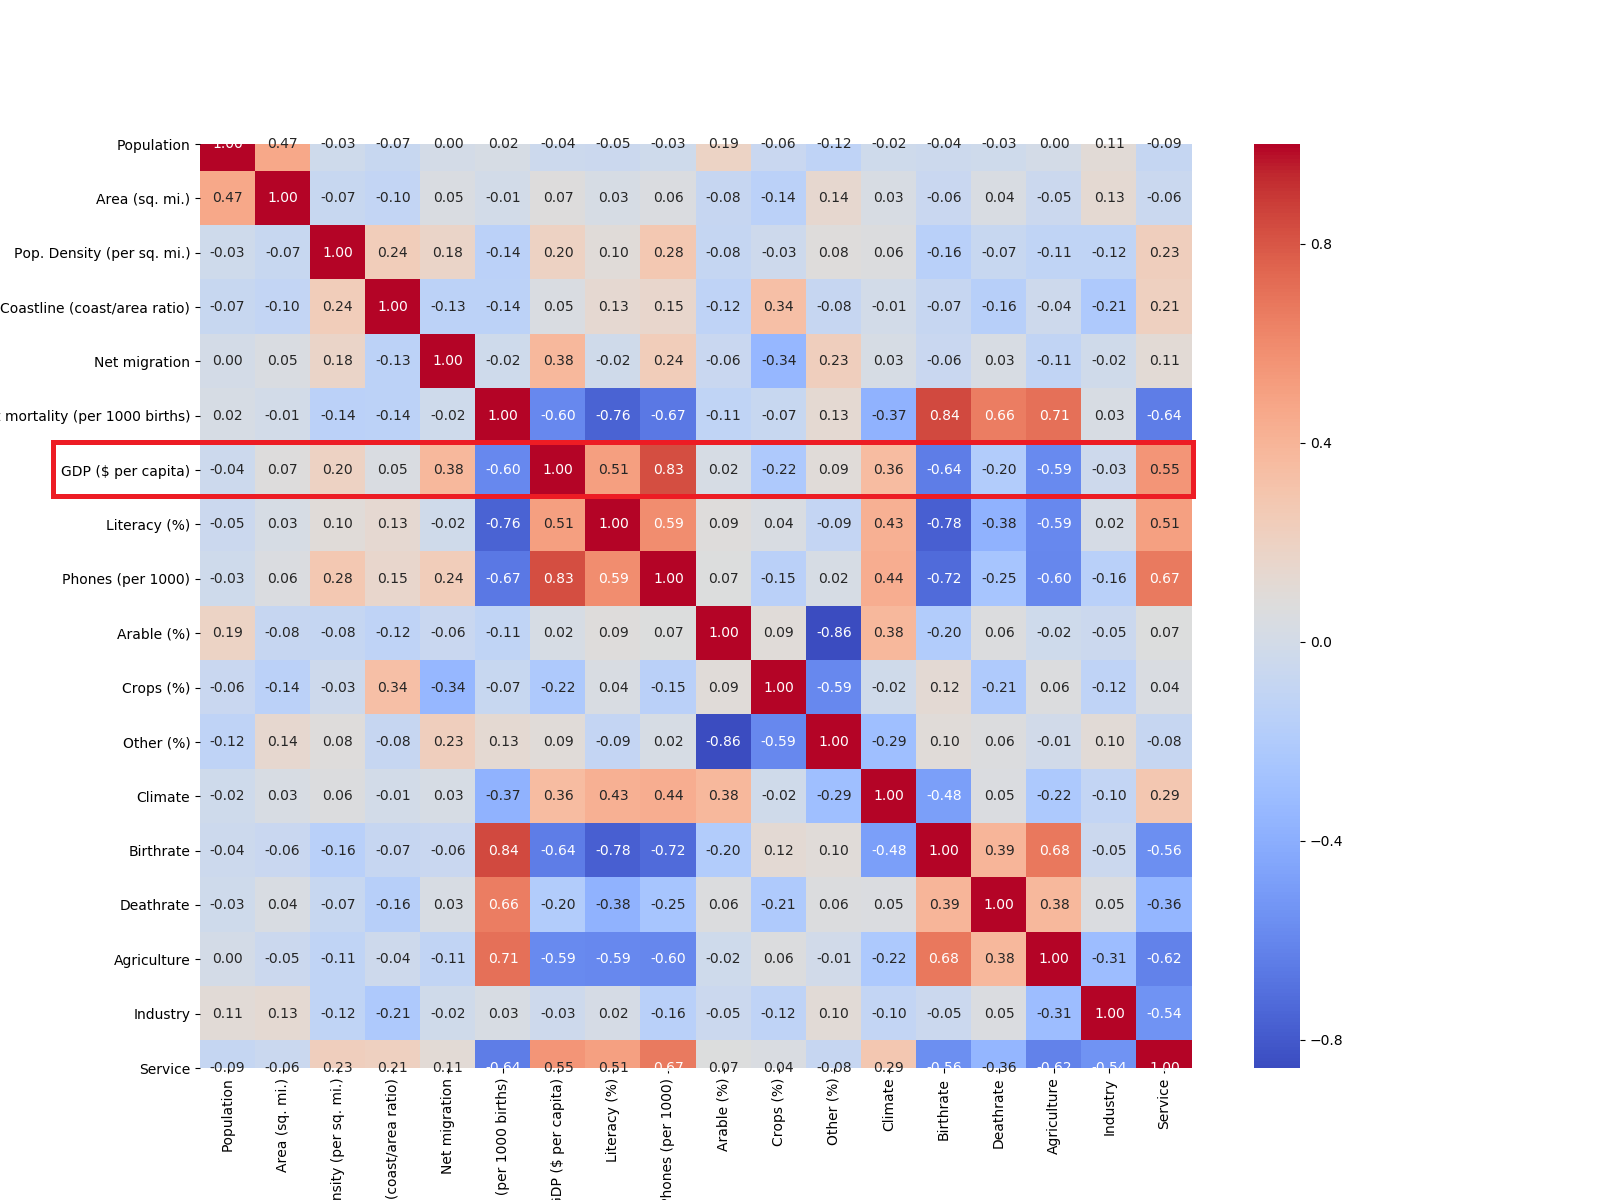 Population 1.00 0.47 -0.03 -0.07 0.00 0.02 -0.04 -0.05 -0.03 0.19 -0.06 -0.12 -0.02 -0.04 -0.03 0.00 0.11 -0.09
Area (sq. mi.) 0.47 1.00 -0.07 -0.10 0.05 -0.01 0.07 0.03 0.06 -0.08 -0.14 0.14 0.03 -0.06 0.04 -0.05 0.13 -0.06
Pop. Density (per sq. mi.) -0.03 -0.07 1.00 0.24 0.18 -0.14 0.20 0.10 0.28 -0.08 -0.03 0.08 0.06 -0.16 -0.07 -0.11 -0.12 0.23
Coastline (coast/area ratio) -0.07 -0.10 0.24 1.00 -0.13 -0.14 0.05 0.13 0.15 -0.12 0.34 -0.08 -0.01 -0.07 -0.16 -0.04 -0.21 0.21
Net migration 0.00 0.05 0.18 -0.13 1.00 -0.02 0.38 -0.02 0.24 -0.06 -0.34 0.23 0.03 -0.06 0.03 -0.11 -0.02 0.11
mortality (per 1000 births) 0.02 -0.01 -0.14 -0.14 -0.02 1.00 -0.60 -0.76 -0.67 -0.11 -0.07 0.13 -0.37 0.84 0.66 0.71 0.03 -0.64
GDP ($ per capita) -0.04 0.07 0.20 0.05 0.38 -0.60 1.00 0.51 0.83 0.02 -0.22 0.09 0.36 -0.64 -0.20 -0.59 -0.03 0.55
Literacy (%) -0.05 0.03 0.10 0.13 -0.02 -0.76 0.51 1.00 0.59 0.09 0.04 -0.09 0.43 -0.78 -0.38 -0.59 0.02 0.51
Phones (per 1000) -0.03 0.06 0.28 0.15 0.24 -0.67 0.83 0.59 1.00 0.07 -0.15 0.02 0.44 -0.72 -0.25 -0.60 -0.16 0.67
Arable (%) 0.19 -0.08 -0.08 -0.12 -0.06 -0.11 0.02 0.09 0.07 1.00 0.09 -0.86 0.38 -0.20 0.06 -0.02 -0.05 0.07
Crops (%) -0.06 -0.14 -0.03 0.34 -0.34 -0.07 -0.22 0.04 -0.15 0.09 1.00 -0.59 -0.02 0.12 -0.21 0.06 -0.12 0.04
Other (%) -0.12 0.14 0.08 -0.08 0.23 0.13 0.09 -0.09 0.02 -0.86 -0.59 1.00 -0.29 0.10 0.06 -0.01 0.10 -0.08
Climate -0.02 0.03 0.06 -0.01 0.03 -0.37 0.36 0.43 0.44 0.38 -0.02 -0.29 1.00 -0.48 0.05 -0.22 -0.10 0.29
Birthrate -0.04 -0.06 -0.16 -0.07 -0.06 0.84 -0.64 -0.78 -0.72 -0.20 0.12 0.10 -0.48 1.00 0.39 0.68 -0.05 -0.56
Deathrate -0.03 0.04 -0.07 -0.16 0.03 0.66 -0.20 -0.38 -0.25 0.06 -0.21 0.06 0.05 0.39 1.00 0.38 0.05 -0.36
Agriculture 0.00 -0.05 -0.11 -0.04 -0.11 0.71 -0.59 -0.59 -0.60 -0.02 0.06 -0.01 -0.22 0.68 0.38 1.00 -0.31 -0.62
Industry 0.11 0.13 -0.12 -0.21 -0.02 0.03 -0.03 0.02 -0.16 -0.05 -0.12 0.10 -0.10 -0.05 0.05 -0.31 1.00 -0.54
Service -0.09 -0.06 0.23 0.21 0.11 -0.64 0.55 0.51 0.67 0.07 0.04 -0.08 0.29 -0.56 -0.36 -0.62 -0.54 1.00
Population
Area (sq. mi.)
(per sq. mi.)
(coast/area ratio)
Net migration
(per 1000 births)
GDP ($ per capita)
Literacy (%)
Phones (per 1000)
Arable (%)
Crops (%)
Other (%)
Climate
Birthrate
Deathrate
Agriculture
Industry
Service
0.8
0.4
0.0
−0.4
−0.8